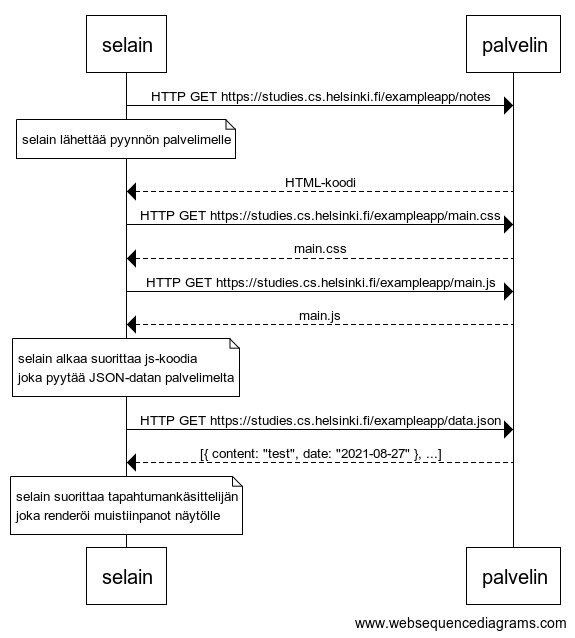 selain
palvelin
HTTP GET https://studies.cs.helsinki.fi/exampleapp/notes
selain lähettää pyynnön palvelimelle
HTML-koodi
HTTP GET https://studies.cs.helsinki.fi/exampleapp/main.css
main.css
HTTP GET https://studies.cs.helsinki.fi/exampleapp/main.js
main.js
selain alkaa suorittaa js-koodia
joka pyytää JSON-datan palvelimelta
HTTP GET https://studies.cs.helsinki.fi/exampleapp/data.json
[{ content: "test", date: "2021-08-27" }, ...]
selain suorittaa tapahtumankäsittelijän
joka renderöi muistiinpanot näytölle
selain
palvelin
www.websequencediagrams.com